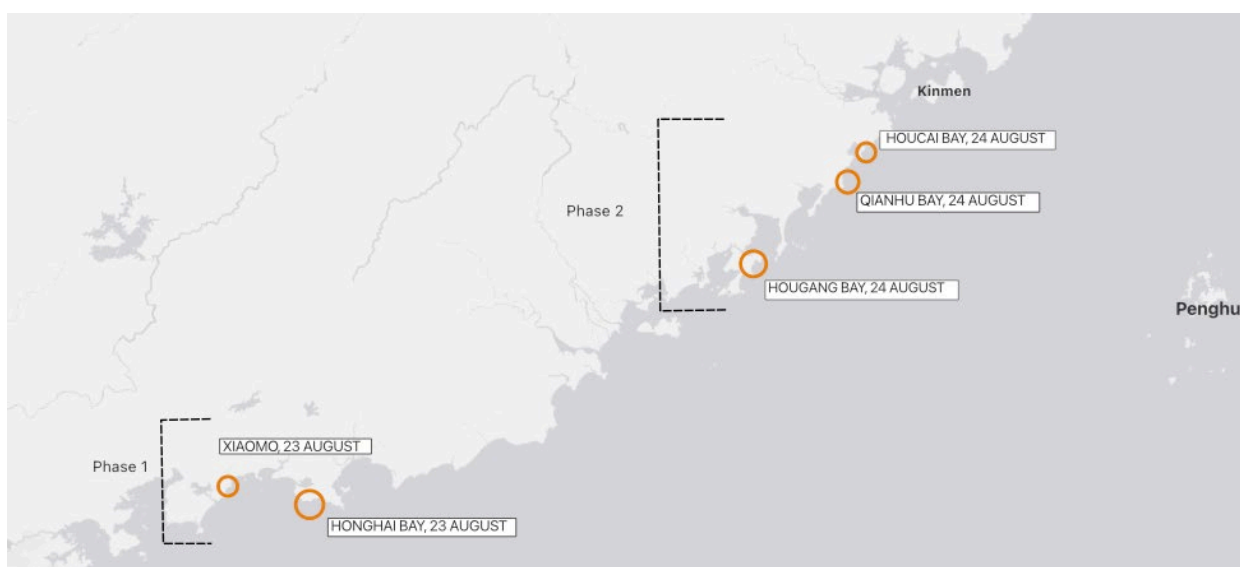 Kinmen
HOUCAI BAY, 24 AUGUST
QIANHU BAY, 24 AUGUST
Phase 2
HOUGANG BAY, 24 AUGUST
Penghu
XIAOMO, 23 AUGUST
Phase 1
HONGHAI BAY, 23 AUGUST